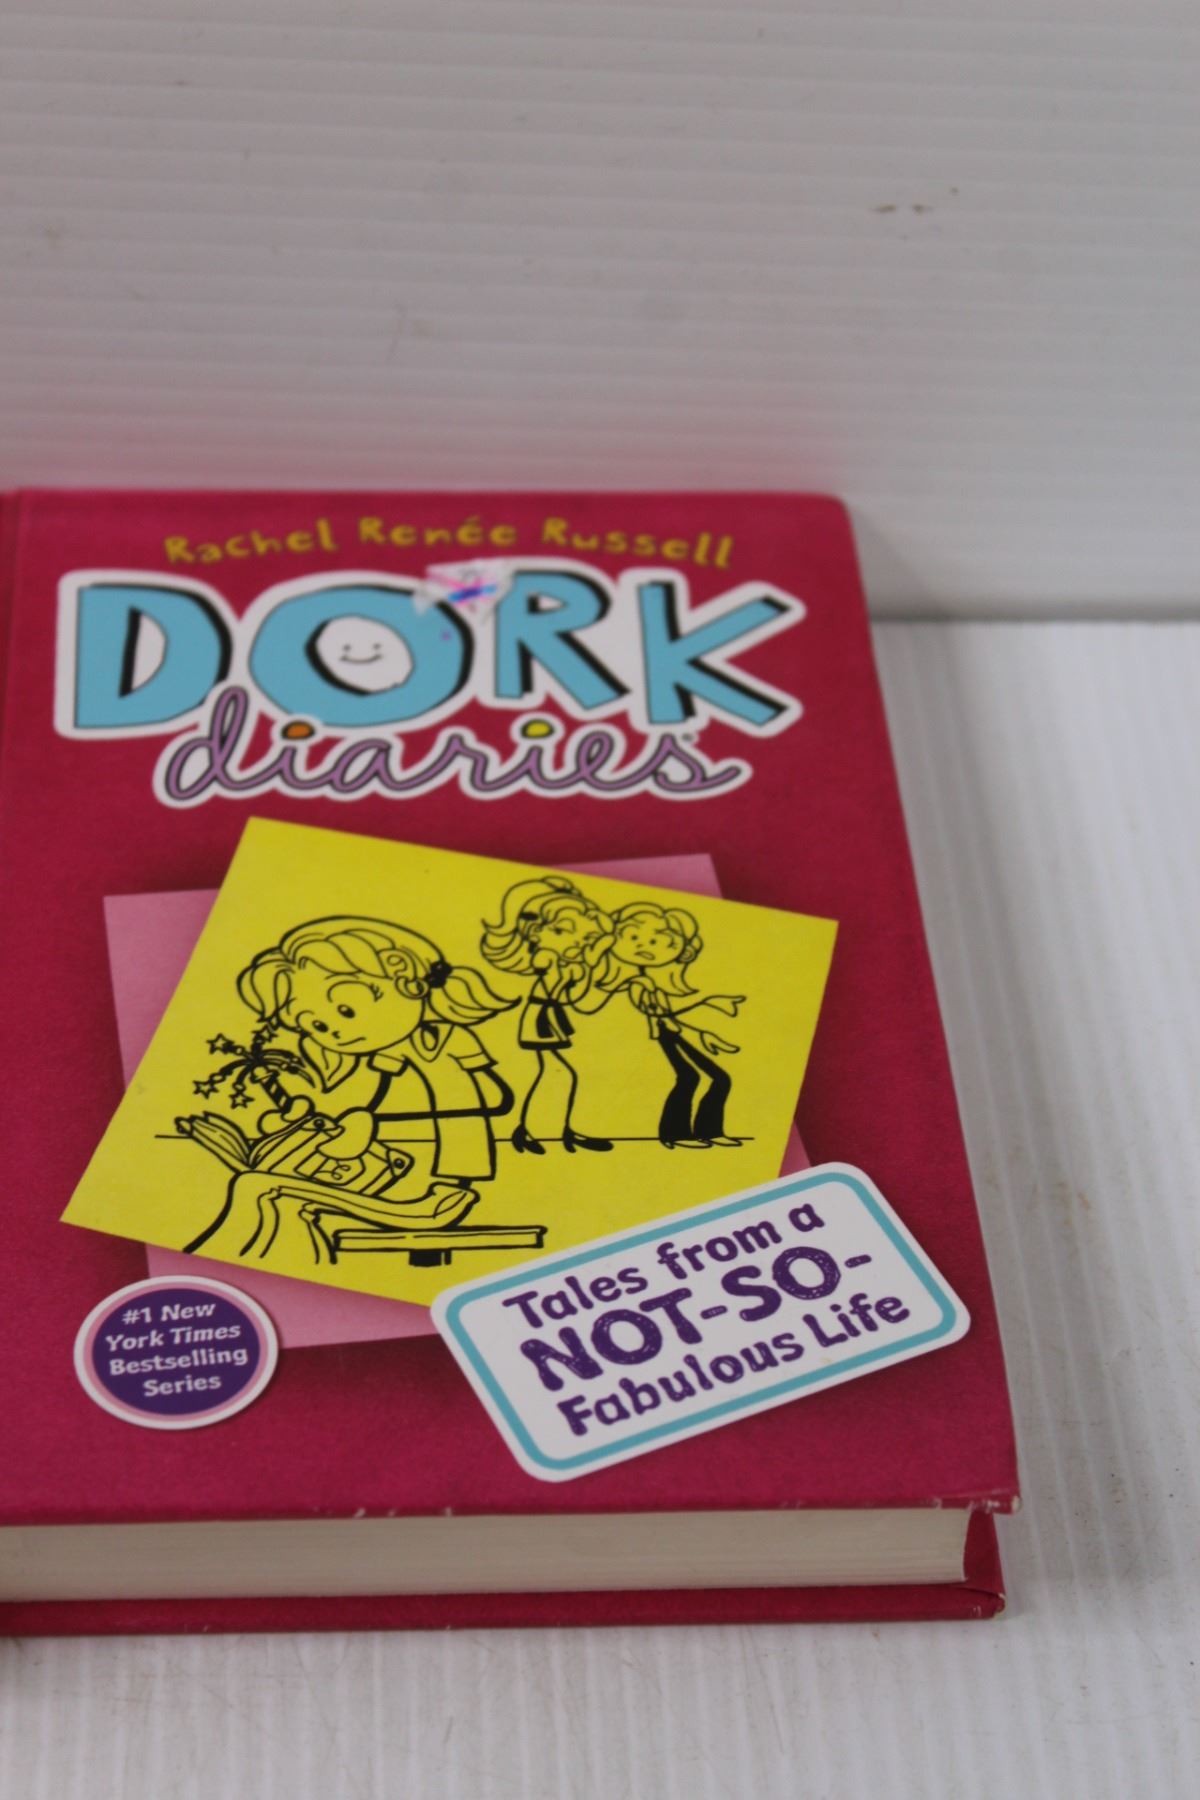 Rachel Renée Russell
DORK
diaries
Tales from a
NOT-SO-
Fabulous Life
#1 New
York Times
Bestselling
Series